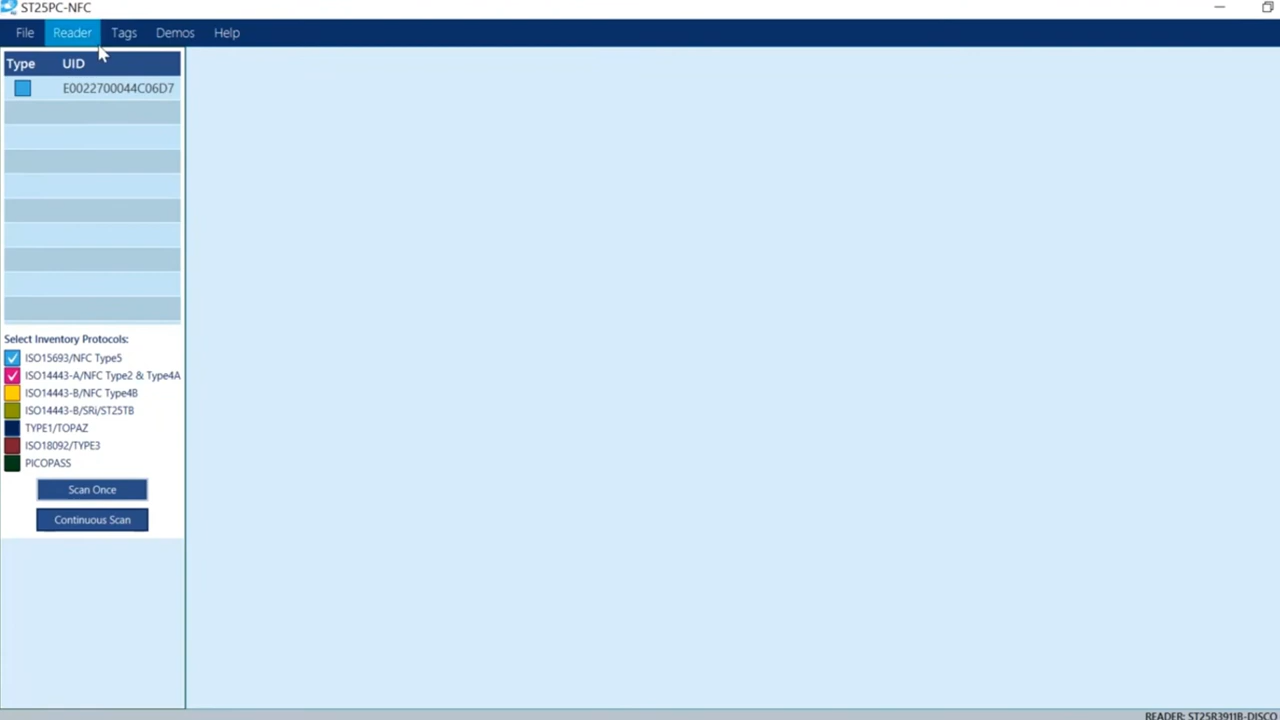 ST25PC-NFC
File Reader Tags Demos Help
Type UID
E0022700044C06D7
Select Inventory Protocols:
ISO15693/NFC Type5
ISO14443-A/NFC Type2 & Type4A
ISO14443-B/NFC Type4B
ISO14443-B/SRi/ST25TB
TYPE1/TOPAZ
ISO18092/TYPE3
PICOPASS
Scan Once
Continuous Scan
READER: ST25R3911B-DISCO